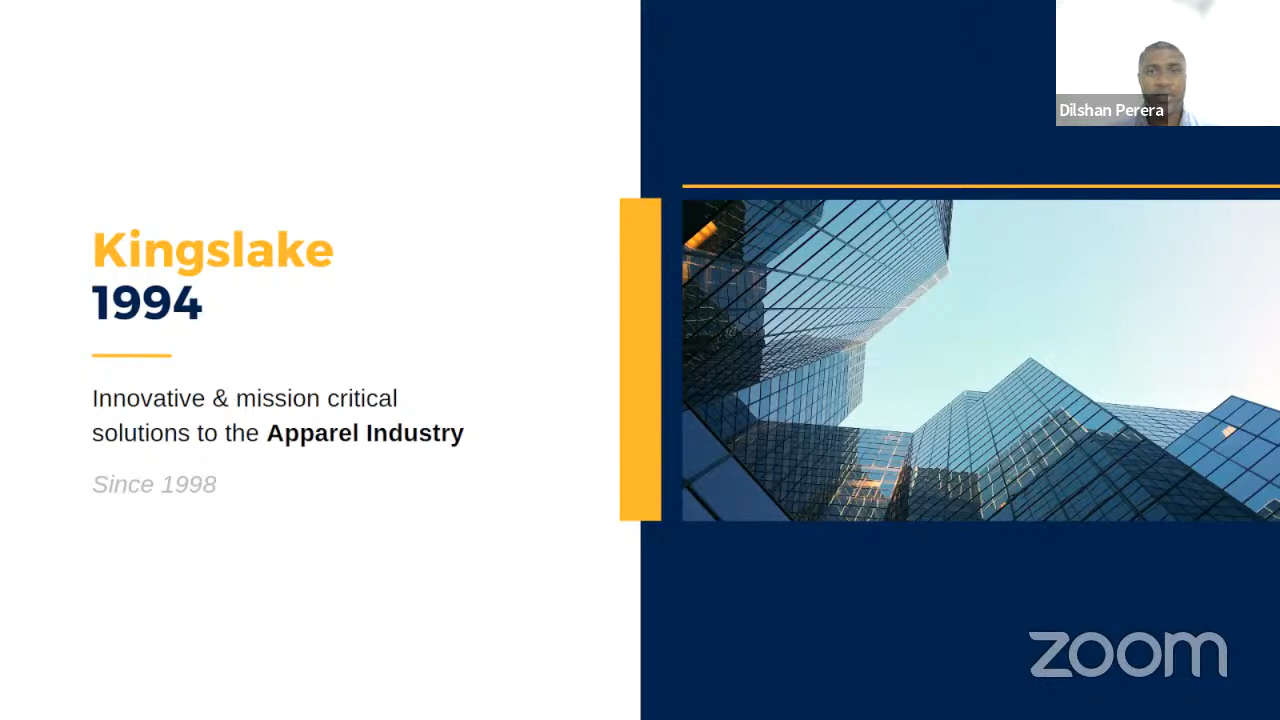 Dilshan Perera
Kingslake
1994
Innovative & mission critical
solutions to the Apparel Industry
Since 1998
zoom